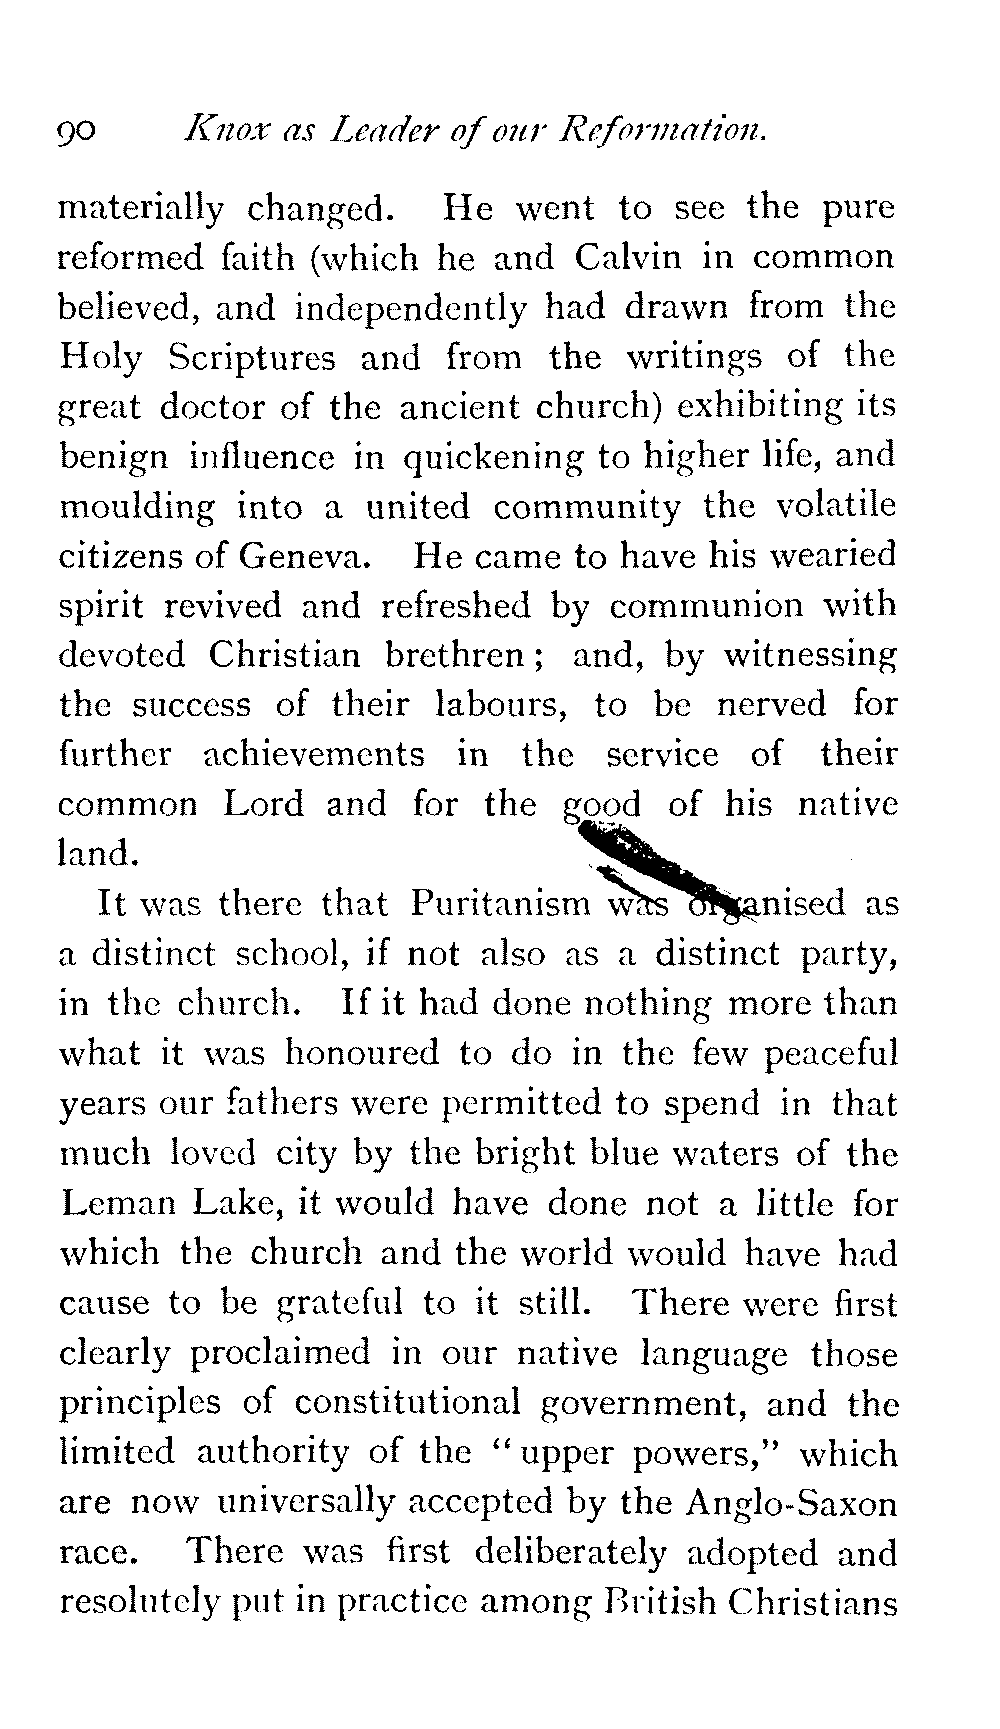 90 Knox as Leader of our Reformation.
materially changed. He went to see the pure
reformed faith (which he and Calvin in common
believed, and independently had drawn from the
Holy Scriptures and from the writings of the
great doctor of the ancient church) exhibiting its
benign influence in quickening to higher life, and
moulding into a united community the volatile
citizens of Geneva. He came to have his wearied
spirit revived and refreshed by communion with
devoted Christian brethren ; and, by witnessing
the success of their labours, to be nerved for
further achievements in the service of their
common Lord and for the good of his native
land.
It was there that Puritanism was organised as
a distinct school, if not also as a distinct party,
in the church. If it had done nothing more than
what it was honoured to do in the few peaceful
years our fathers were permitted to spend in that
much loved city by the bright blue waters of the
Leman Lake, it would have done not a little for
which the church and the world would have had
cause to be grateful to it still. There were first
clearly proclaimed in our native language those
principles of constitutional government, and the
limited authority of the “upper powers,” which
are now universally accepted by the Anglo-Saxon
race. There was first deliberately adopted and
resolutely put in practice among British Christians